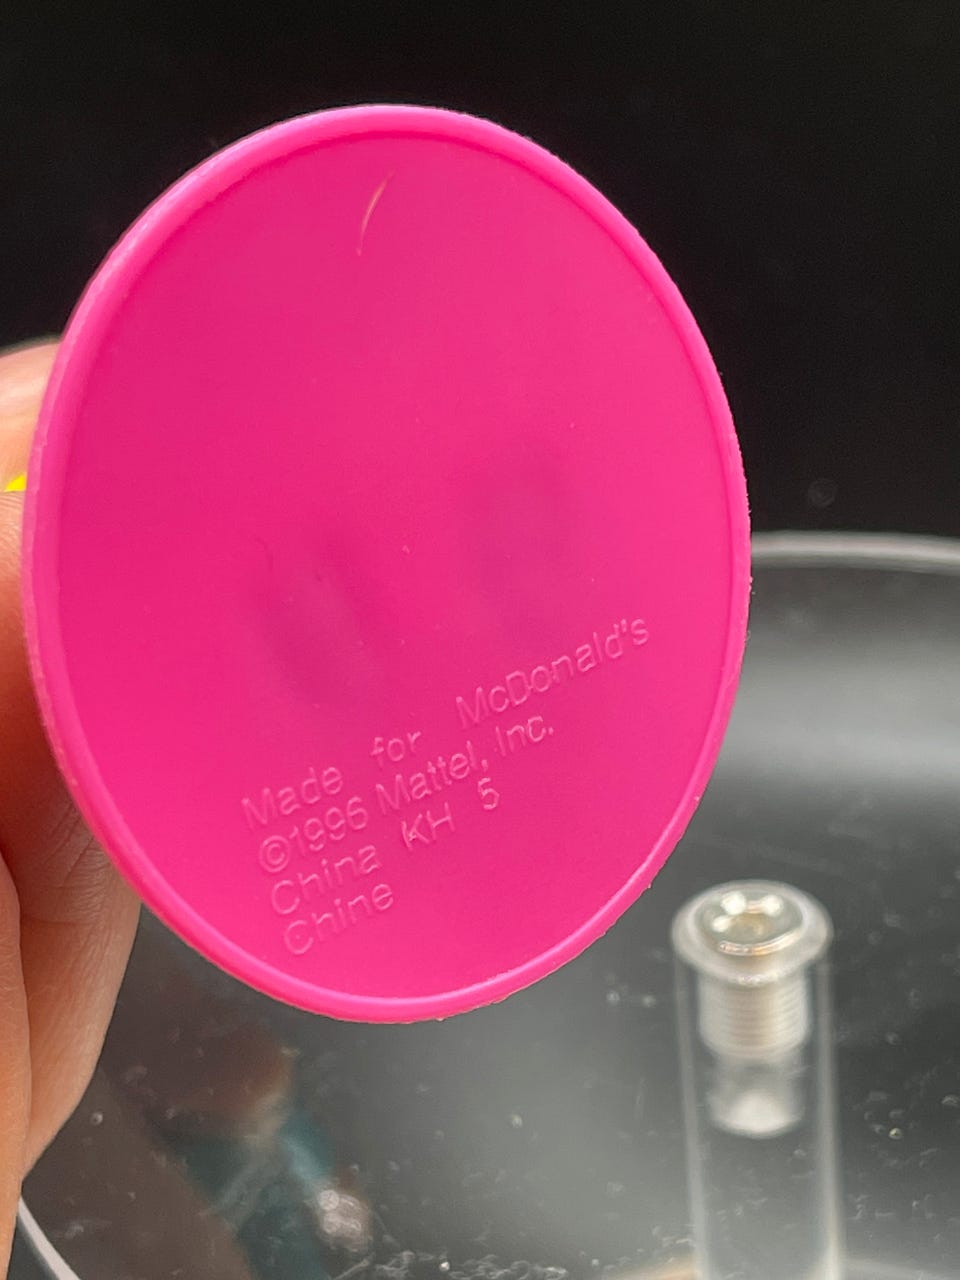 Made for McDonald"s
©1996 Mattel, Inc.
China KH 5
Chine